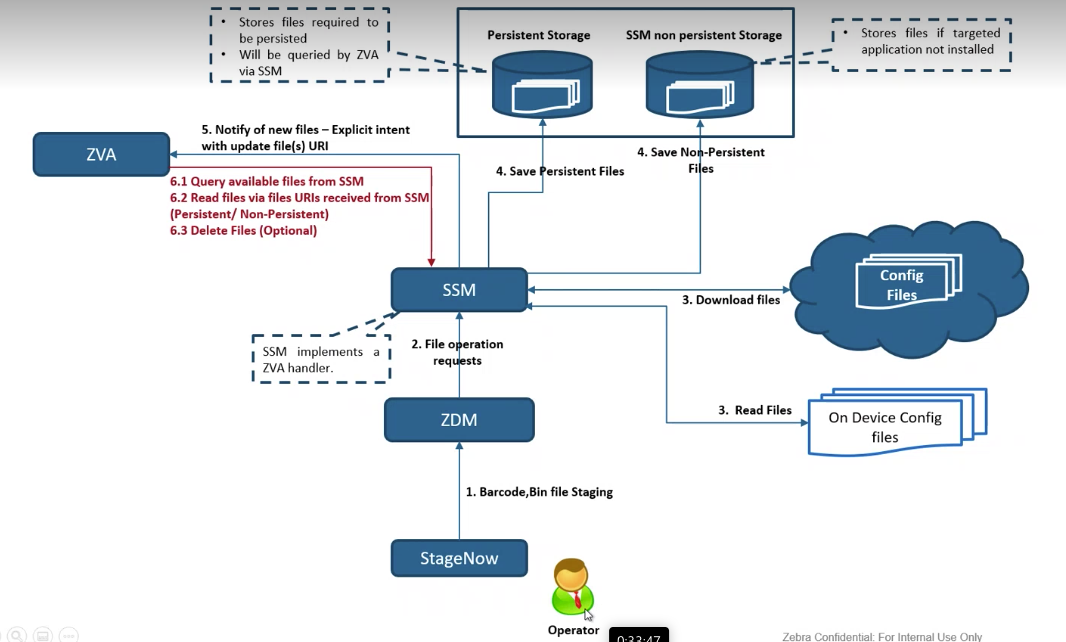 • Stores files required to
be persisted
• Will be queried by ZVA
via SSM
Persistent Storage
SSM non persistent Storage
• Stores files if targeted
application not installed
ZVA
5. Notify of new files – Explicit intent
with update file(s) URI
6.1 Query available files from SSM
6.2 Read files via files URIs received from SSM
(Persistent/ Non-Persistent)
6.3 Delete Files (Optional)
4. Save Persistent Files
4. Save Non-Persistent
Files
SSM
3. Download files
Config
Files
SSM implements a
ZVA handler.
2. File operation
requests
ZDM
3. Read Files
On Device Config
files
1. Barcode,Bin file Staging
StageNow
Operator
0:33:47
Zebra Confidential: For Internal Use Only